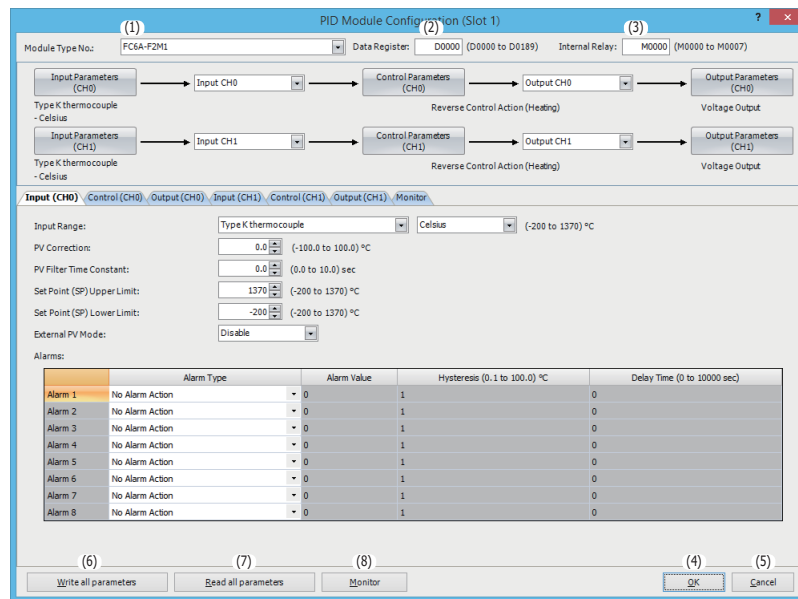 PID Module Configuration (Slot 1) ?
(1) (2) (3)
Module Type No.: FC6A-F2M1 Data Register: D0000 (D0000 to D0189) Internal Relay: M0000 (M0000 to M0007)
Input Parameters (CH0) Input CH0 Control Parameters (CH0) Output CH0 Output Parameters (CH0)
Type K thermocouple - Celsius Reverse Control Action (Heating) Voltage Output
Input Parameters (CH1) Input CH1 Control Parameters (CH1) Output CH1 Output Parameters (CH1)
Type K thermocouple - Celsius Reverse Control Action (Heating) Voltage Output
Input (CH0) Control (CH0) Output (CH0) Input (CH1) Control (CH1) Output (CH1) Monitor
Input Range: Type K thermocouple Celsius (-200 to 1370) °C
PV Correction: 0.0 (-100.0 to 100.0) °C
PV Filter Time Constant: 0.0 (0.0 to 10.0) sec
Set Point (SP) Upper Limit: 1370 (-200 to 1370) °C
Set Point (SP) Lower Limit: -200 (-200 to 1370) °C
External PV Mode: Disable
Alarms:
Alarm Type Alarm Value Hysteresis (0.1 to 100.0) °C Delay Time (0 to 10000 sec)
Alarm 1 No Alarm Action 0 1 0
Alarm 2 No Alarm Action 0 1 0
Alarm 3 No Alarm Action 0 1 0
Alarm 4 No Alarm Action 0 1 0
Alarm 5 No Alarm Action 0 1 0
Alarm 6 No Alarm Action 0 1 0
Alarm 7 No Alarm Action 0 1 0
Alarm 8 No Alarm Action 0 1 0
(6) (7) (8) (4) (5)
Write all parameters Read all parameters Monitor OK Cancel